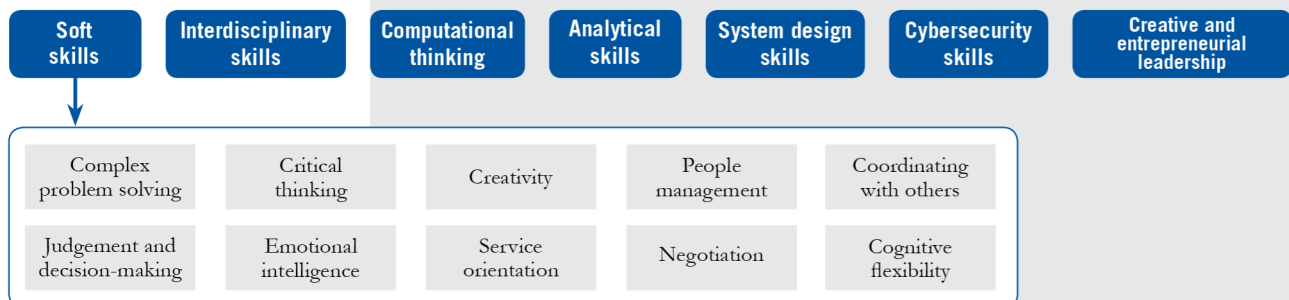 Soft
skills
Interdisciplinary
skills
Computational
thinking
Analytical
skills
System design
skills
Cybersecurity
skills
Creative and
entrepreneurial
leadership
Complex
problem solving
Critical
thinking
Creativity
People
management
Coordinating
with others
Judgement and
decision-making
Emotional
intelligence
Service
orientation
Negotiation
Cognitive
flexibility